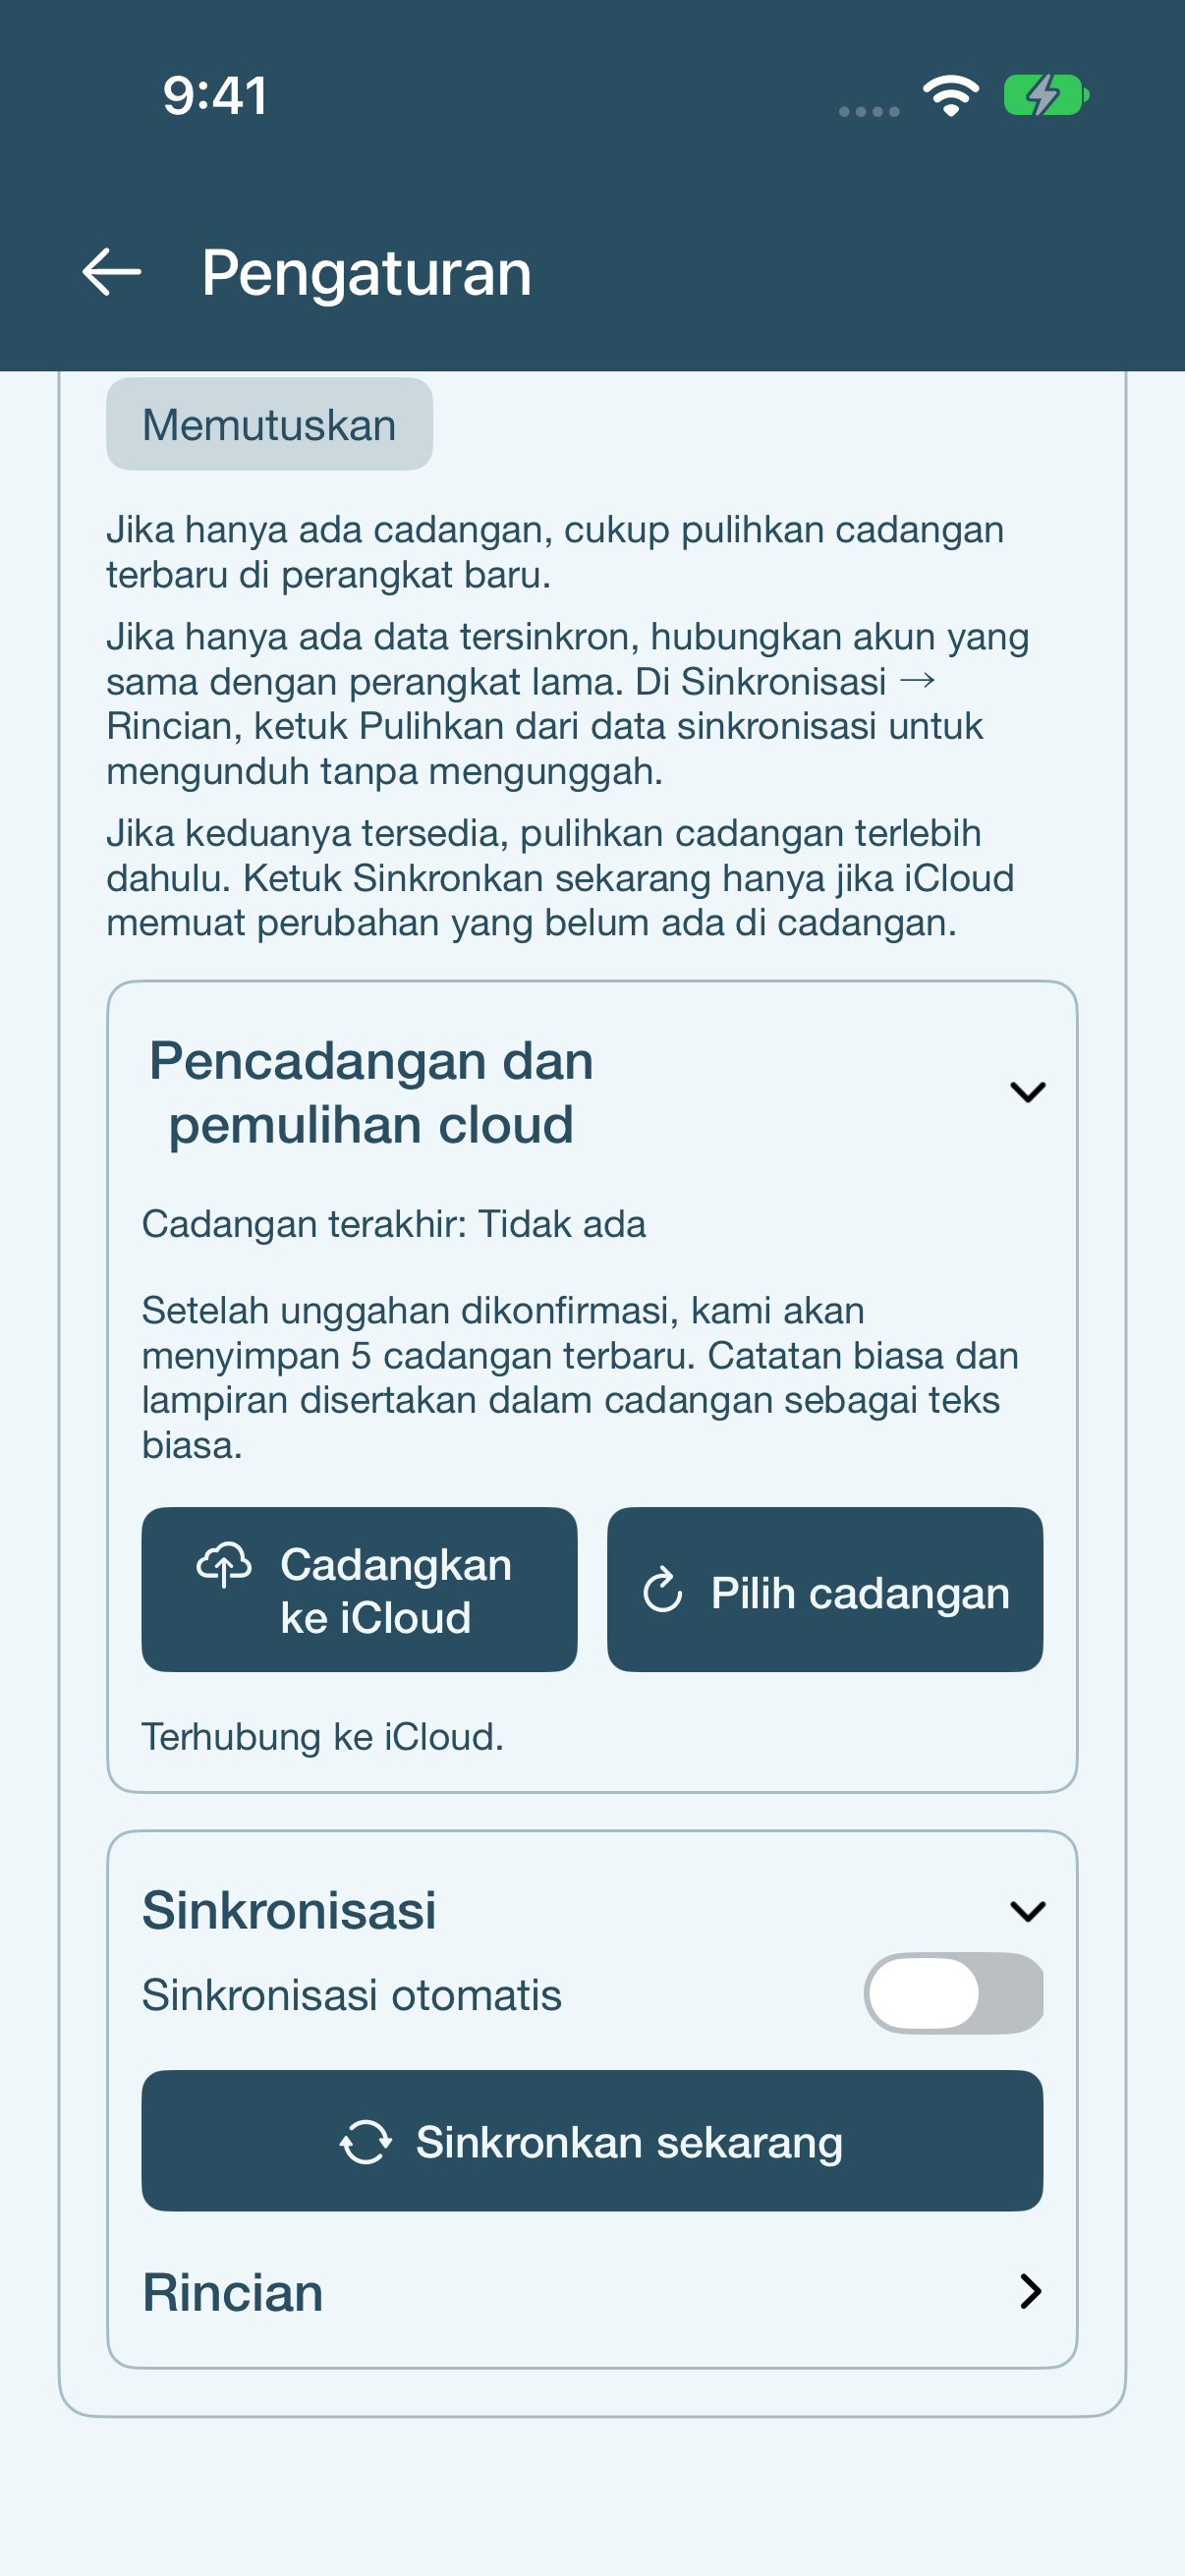 9:41
Pengaturan
Memutuskan
Jika hanya ada cadangan, cukup pulihkan cadangan
terbaru di perangkat baru.
Jika hanya ada data tersinkron, hubungkan akun yang
sama dengan perangkat lama. Di Sinkronisasi →
Rincian, ketuk Pulihkan dari data sinkronisasi untuk
mengunduh tanpa mengunggah.
Jika keduanya tersedia, pulihkan cadangan terlebih
dahulu. Ketuk Sinkronkan sekarang hanya jika iCloud
memuat perubahan yang belum ada di cadangan.
Pencadangan dan
pemulihan cloud
Cadangan terakhir: Tidak ada
Setelah unggahan dikonfirmasi, kami akan
menyimpan 5 cadangan terbaru. Catatan biasa dan
lampiran disertakan dalam cadangan sebagai teks
biasa.
Cadangkan
ke iCloud
Pilih cadangan
Terhubung ke iCloud.
Sinkronisasi
Sinkronisasi otomatis
Sinkronkan sekarang
Rincian